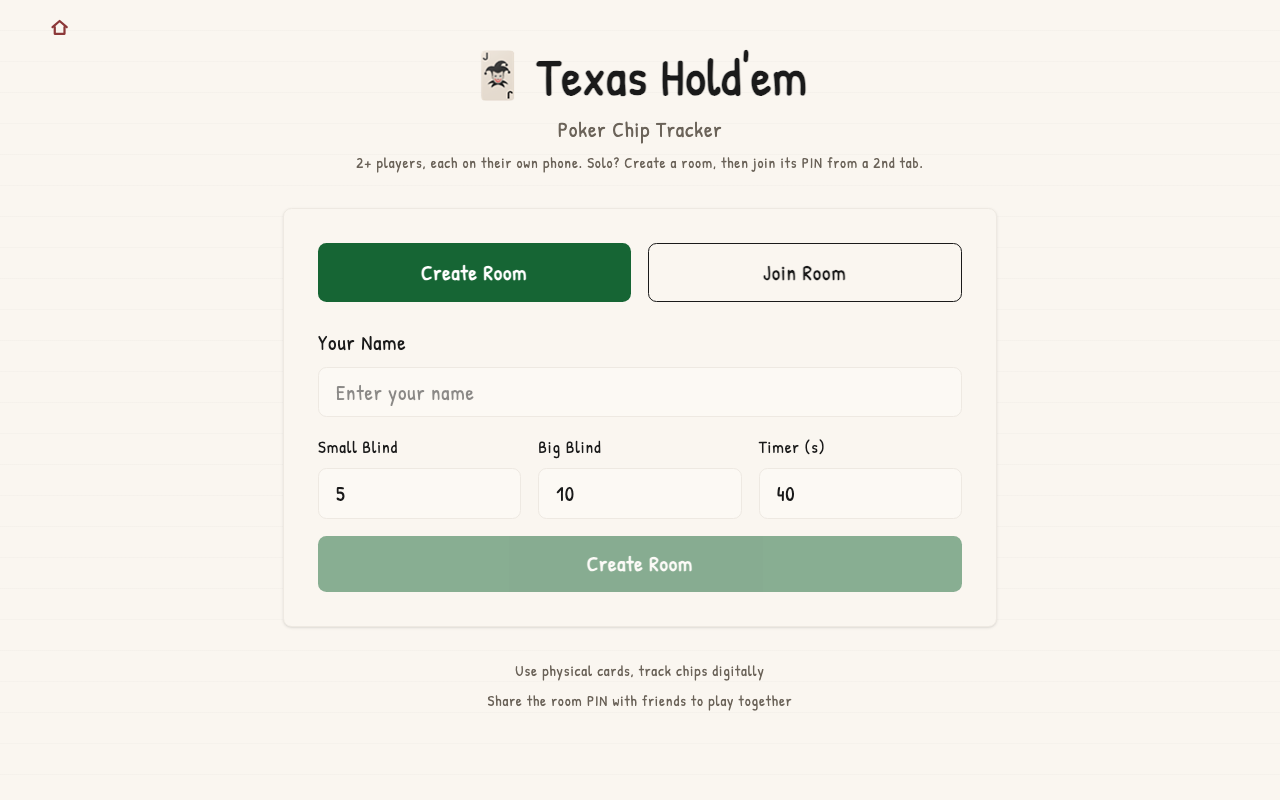 Texas Hold'em
Poker Chip Tracker
2+ players, each on their own phone. Solo? Create a room, then join its PIN from a 2nd tab.
Create Room
Join Room
Your Name
Enter your name
Small Blind
Big Blind
Timer (s)
5
10
40
Create Room
Use physical cards, track chips digitally
Share the room PIN with friends to play together